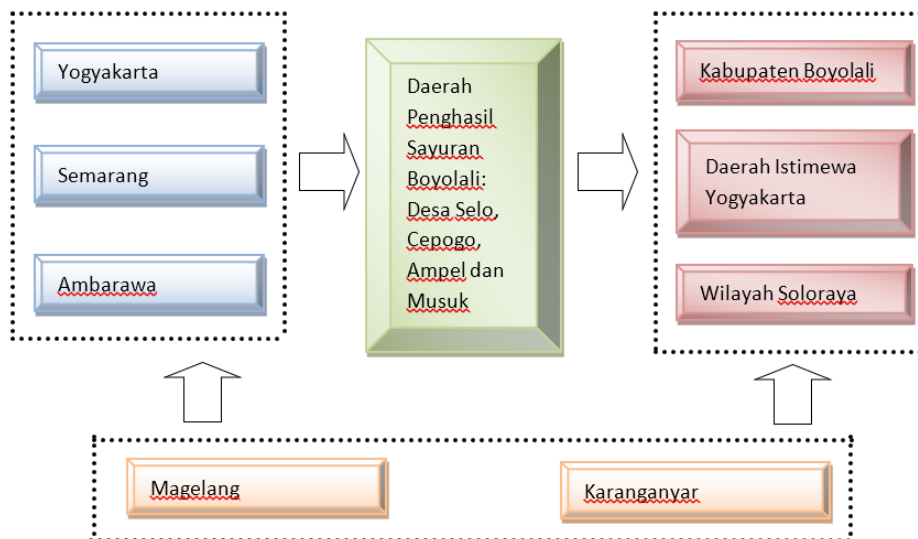 Yogyakarta
Semarang
Ambarawa
Daerah
Penghasil
Sayuran
Boyolali:
Desa Selo,
Cepogo,
Ampel dan
Musuk
Kabupaten Boyolali
Daerah Istimewa
Yogyakarta
Wilayah Soloraya
Magelang
Karanganyar